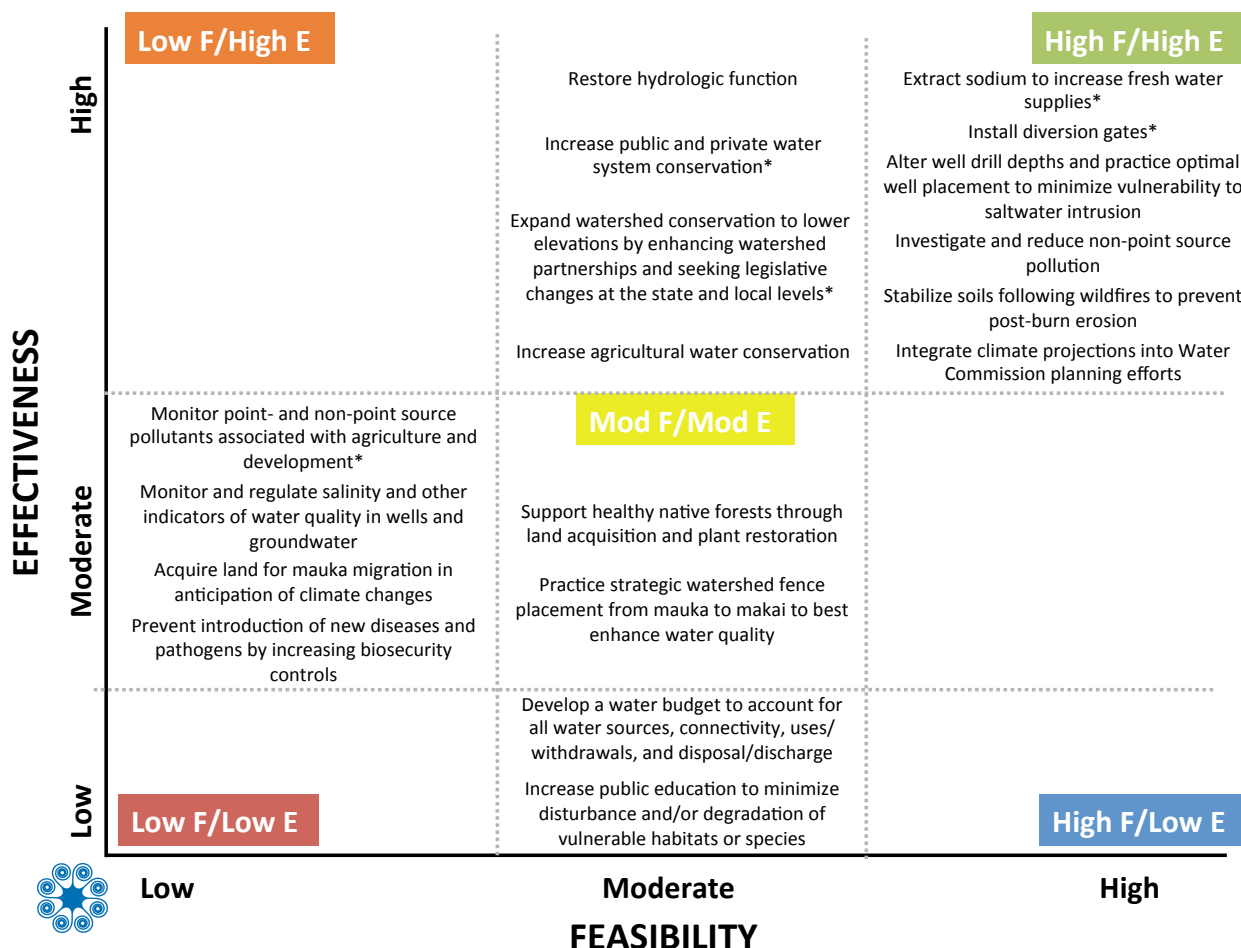 Low F/High E
High F/High E
High
Restore hydrologic function
Increase public and private water
system conservation*
Expand watershed conservation to lower
elevations by enhancing watershed
partnerships and seeking legislative
changes at the state and local levels*
Increase agricultural water conservation
Extract sodium to increase fresh water
supplies*
Install diversion gates*
Alter well drill depths and practice optimal
well placement to minimize vulnerability to
saltwater intrusion
Investigate and reduce non-point source
pollution
Stabilize soils following wildfires to prevent
post-burn erosion
Integrate climate projections into Water
Commission planning efforts
EFFECTIVENESS
Moderate
Monitor point- and non-point source
pollutants associated with agriculture and
development*
Monitor and regulate salinity and other
indicators of water quality in wells and
groundwater
Acquire land for mauka migration in
anticipation of climate changes
Prevent introduction of new diseases and
pathogens by increasing biosecurity
controls
Mod F/Mod E
Support healthy native forests through
land acquisition and plant restoration
Practice strategic watershed fence
placement from mauka to makai to best
enhance water quality
Low
Low F/Low E
Develop a water budget to account for
all water sources, connectivity, uses/
withdrawals, and disposal/discharge
Increase public education to minimize
disturbance and/or degradation of
vulnerable habitats or species
High F/Low E
Low
Moderate
High
FEASIBILITY